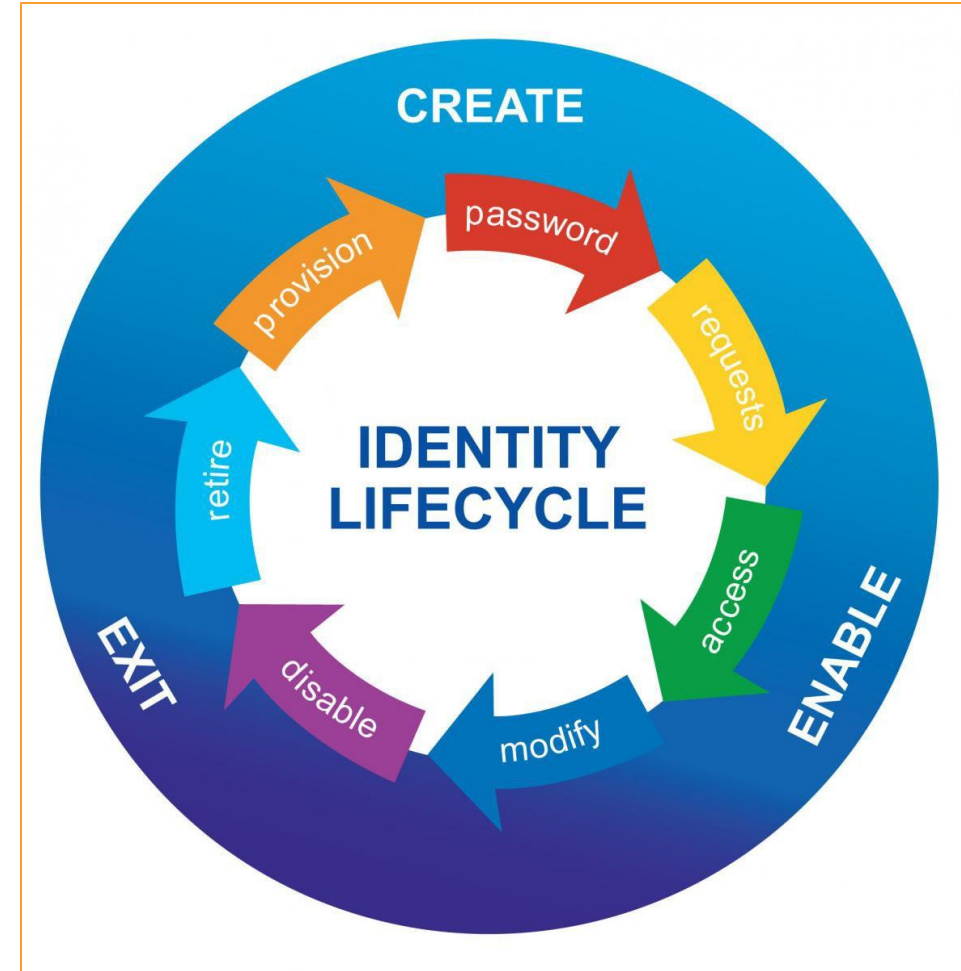 CREATE
provision
password
requests
IDENTITY
LIFECYCLE
retire
access
ENABLE
EXIT
disable
modify